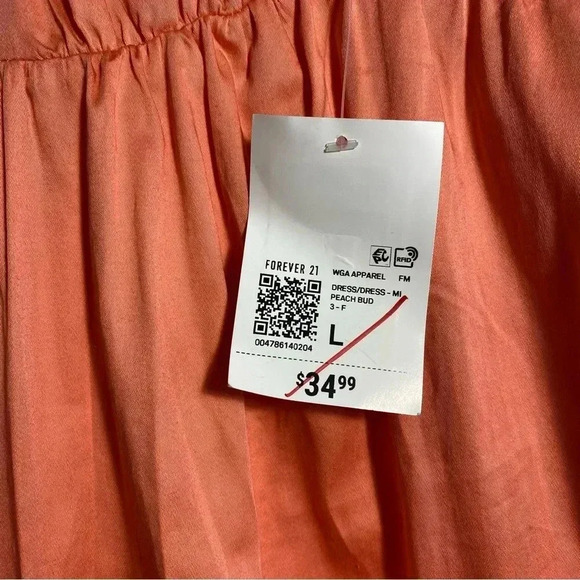 RFID
FOREVER 21
WGA APPAREL FM
DRESS/DRESS - MI
PEACH BUD
3 - F
L
004786140204
$34.99